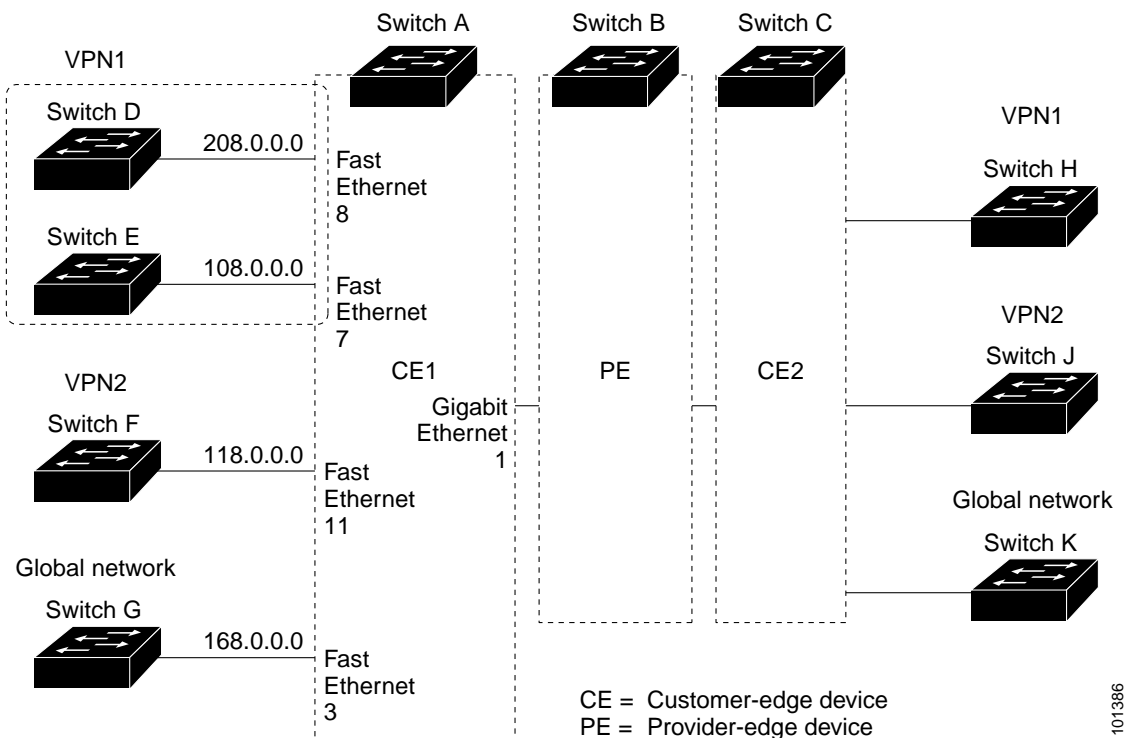 Switch A
Switch B
Switch C
VPN1
Switch D
208.0.0.0
Fast
Ethernet
8
Switch E
108.0.0.0
Fast
Ethernet
7
VPN2
Switch F
118.0.0.0
Fast
Ethernet
11
Global network
Switch G
168.0.0.0
Fast
Ethernet
3
CE1
Gigabit
Ethernet
1
PE
CE2
VPN1
Switch H
VPN2
Switch J
Global network
Switch K
CE = Customer-edge device
PE = Provider-edge device
101386